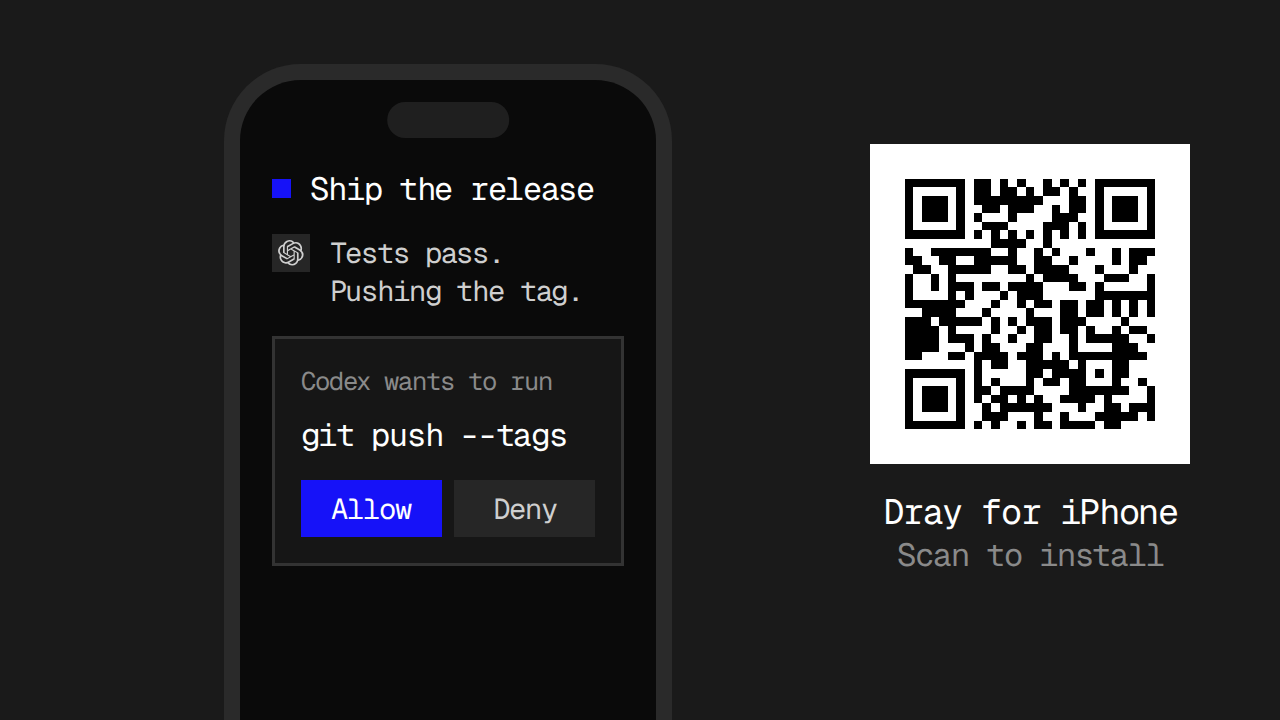 Ship the release
Tests pass.
Pushing the tag.
Codex wants to run
git push --tags
Allow
Deny
Dray for iPhone
Scan to install